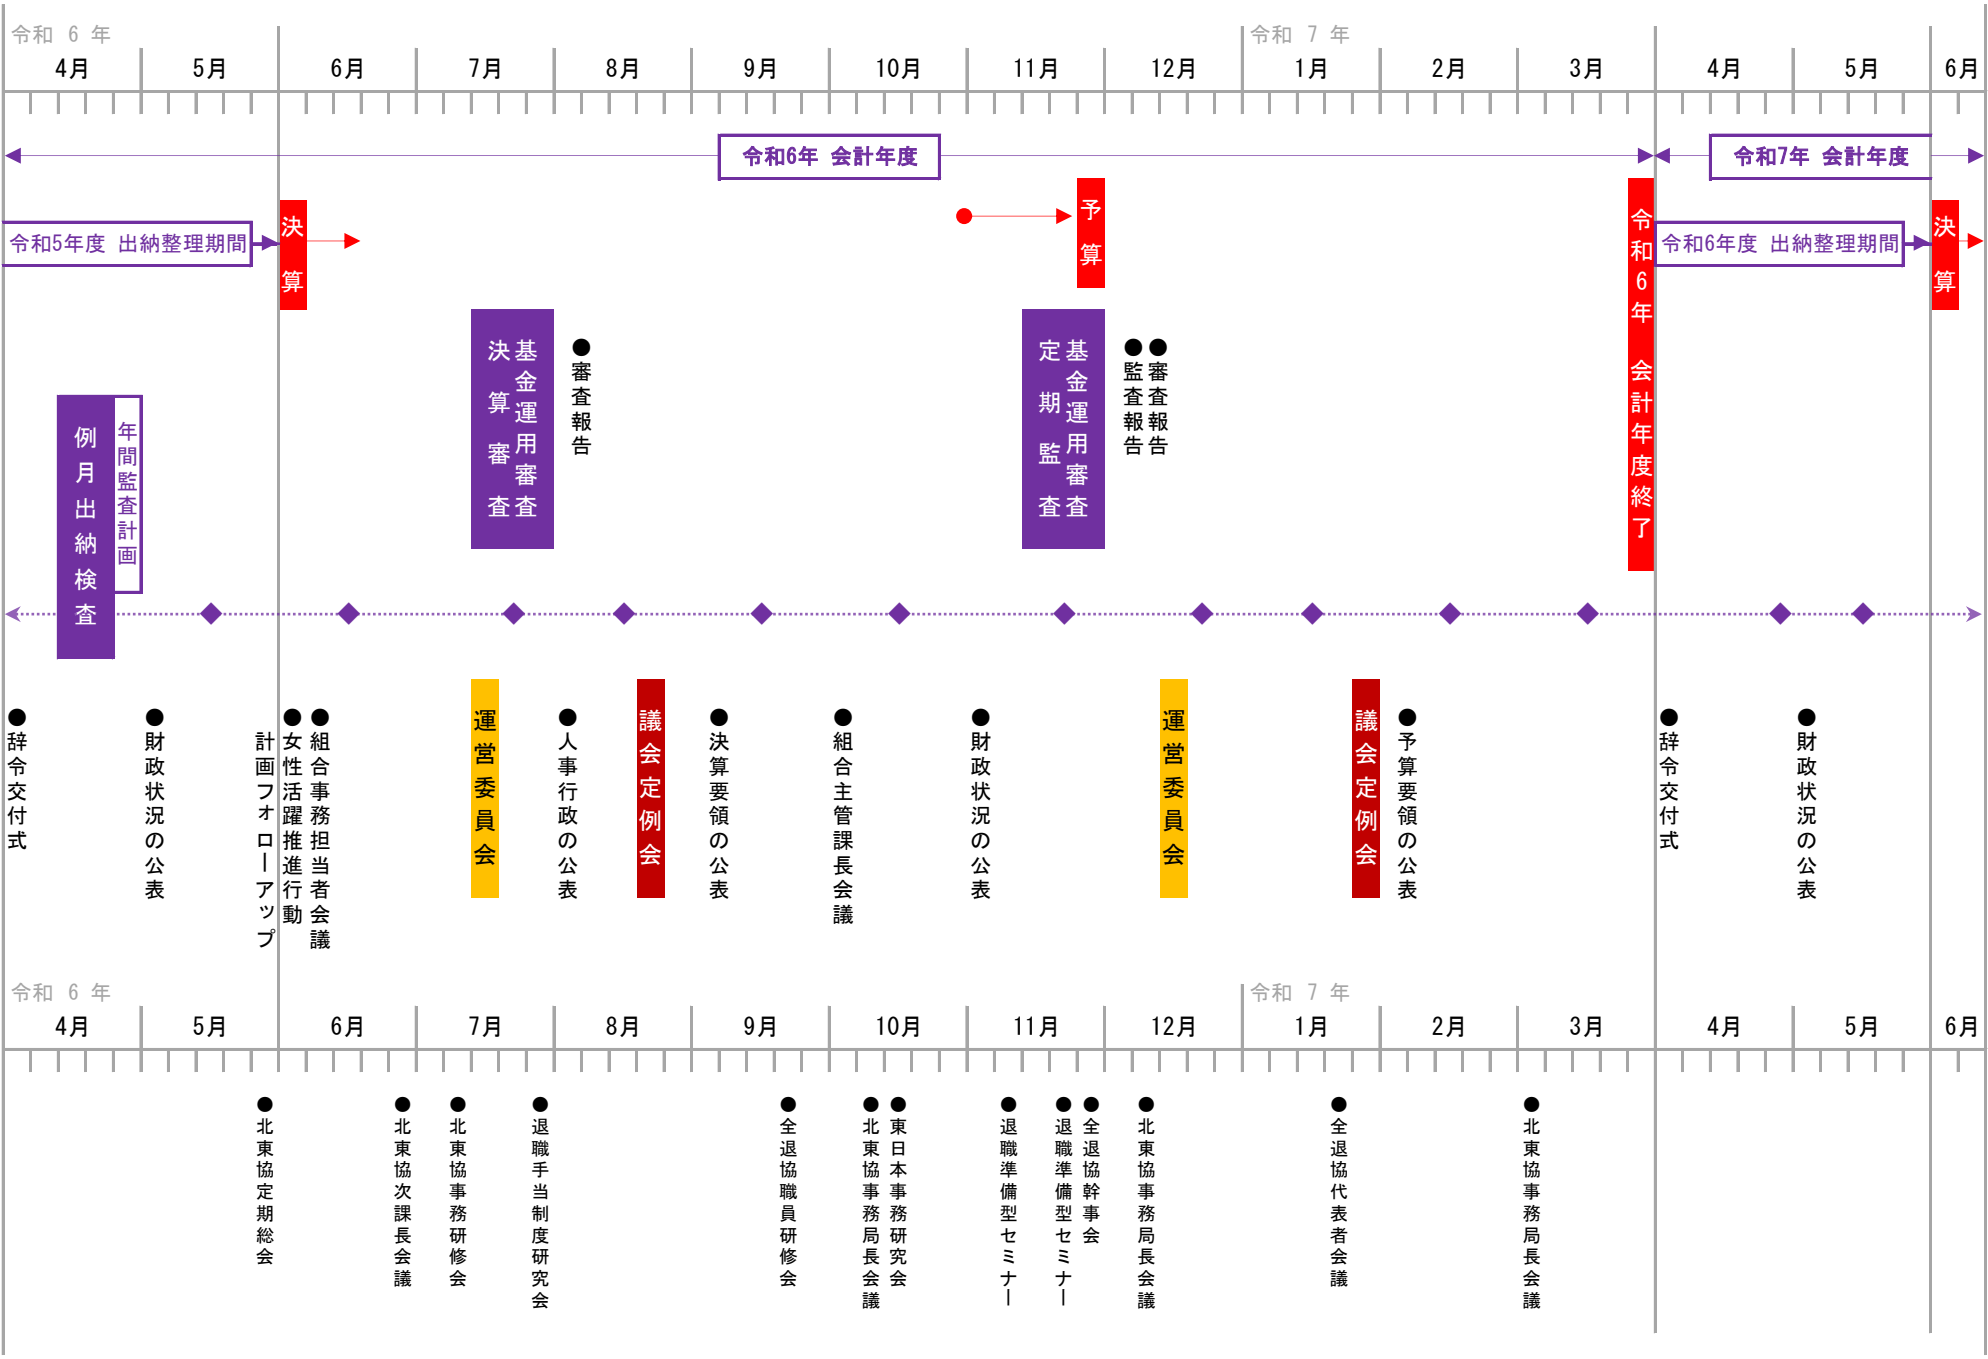 令和 6 年
令和 7 年
4月 5月 6月 7月 8月 9月 10月 11月 12月 1月 2月 3月 4月 5月 6月
令和6年 会計年度
令和7年 会計年度
令和5年度 出納整理期間
決算
予算
令和6年 会計年度終了
令和6年度 出納整理期間
決算
基金運用審査
決算審査
審査報告
基金運用審査
定期監査
監査報告
審査報告
例月出納検査
年間監査計画
辞令交付式
財政状況の公表
女性活躍推進行動
計画フォローアップ
組合事務担当者会議
運営委員会
人事行政の公表
議会定例会
決算要領の公表
組合主管課長会議
財政状況の公表
運営委員会
議会定例会
予算要領の公表
辞令交付式
財政状況の公表
令和 6 年
令和 7 年
4月 5月 6月 7月 8月 9月 10月 11月 12月 1月 2月 3月 4月 5月 6月
北東協定期総会
北東協次課長会議
北東協事務研修会
退職手当制度研究会
全退協職員研修会
北東協事務局長会議
東日本事務研究会
退職準備型セミナー
退職準備型セミナー
全退協幹事会
北東協事務局長会議
全退協代表者会議
北東協事務局長会議